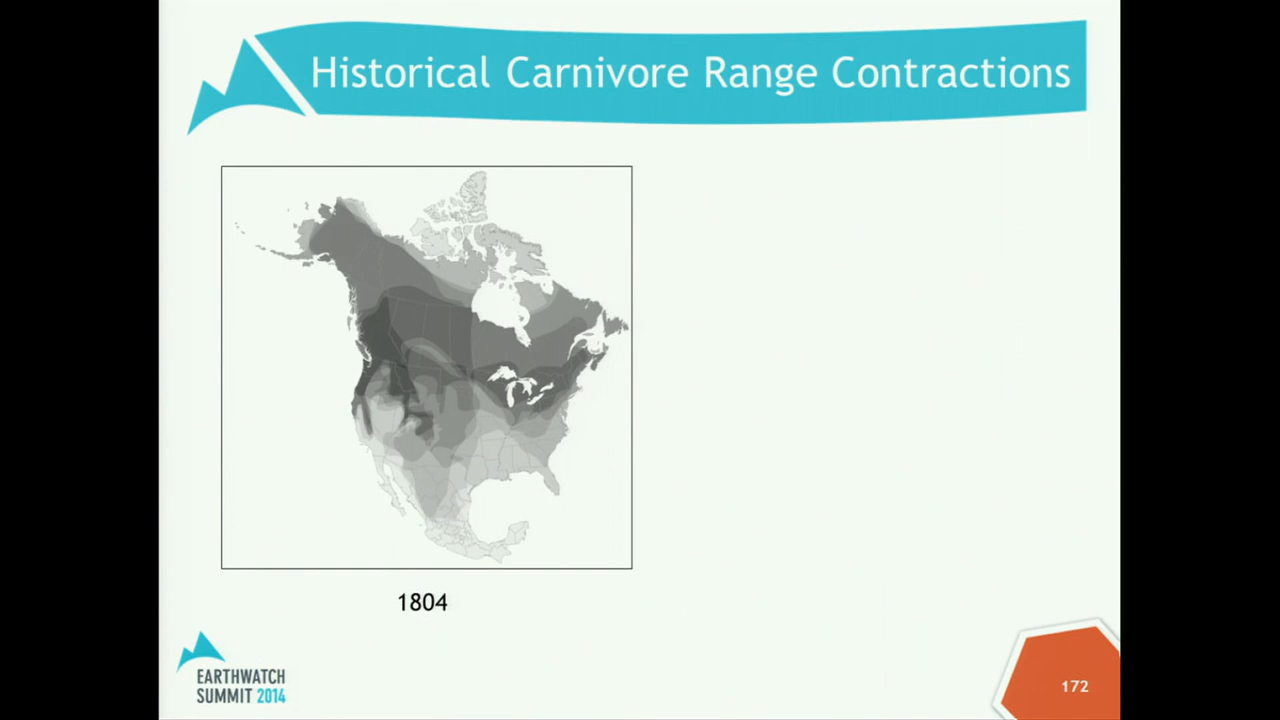 Historical Carnivore Range Contractions
1804
EARTHWATCH
SUMMIT 2014
172